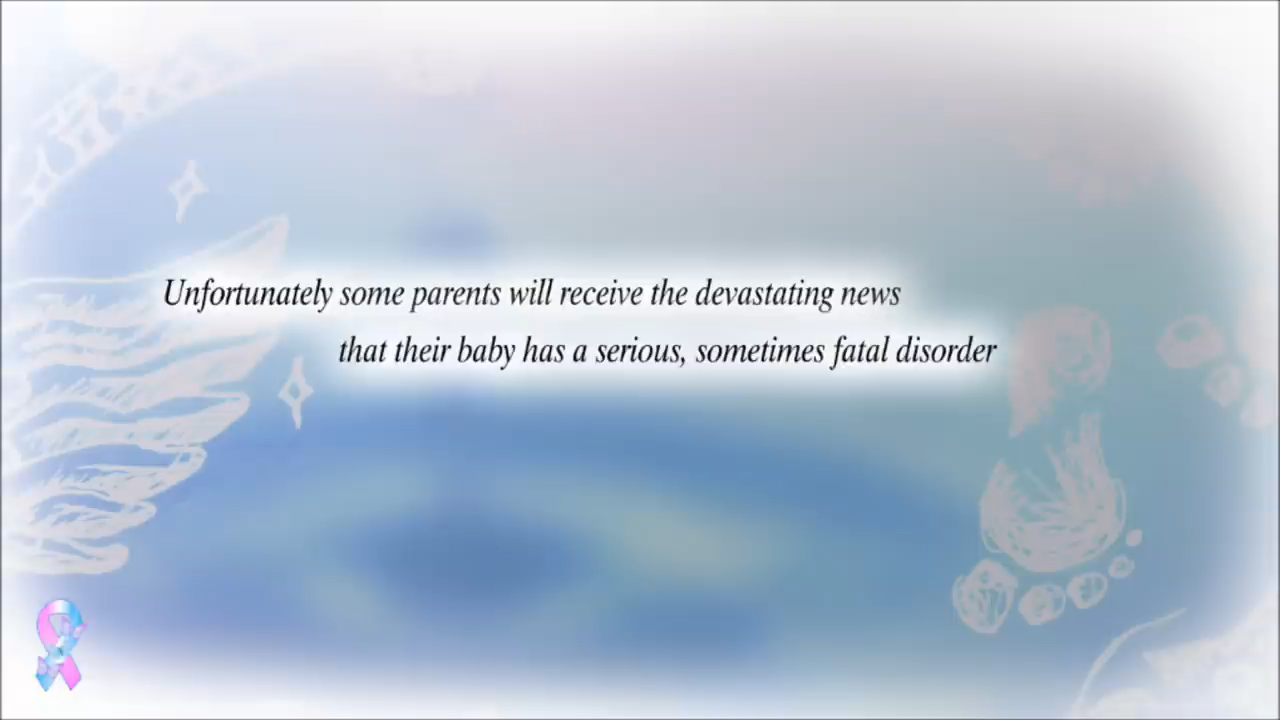 Unfortunately some parents will receive the devastating news
that their baby has a serious, sometimes fatal disorder